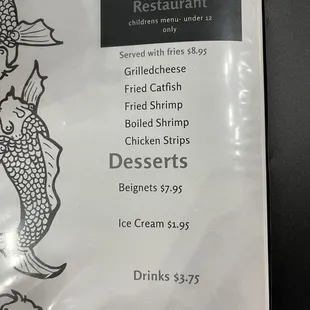 Restaurant
childrens menu- under 12
only
Served with fries $8.95
Grilledcheese
Fried Catfish
Fried Shrimp
Boiled Shrimp
Chicken Strips
Desserts
Beignets $7.95
Ice Cream $1.95
Drinks $3.75